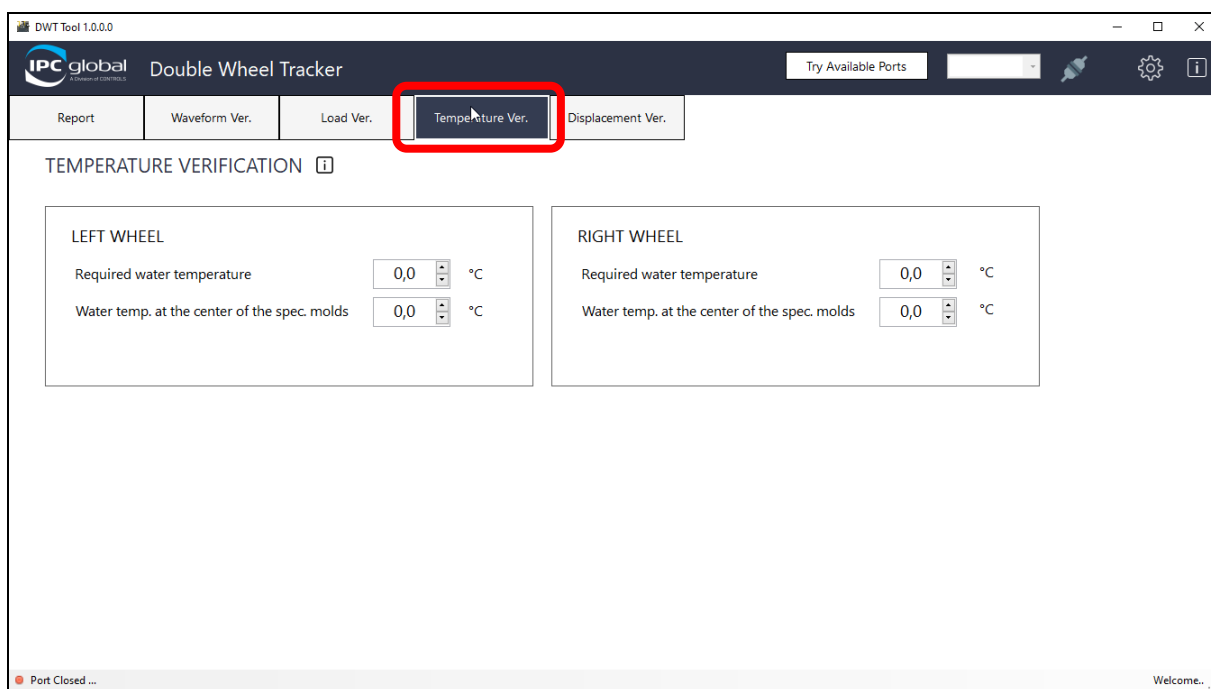 DWT Tool 1.0.0.0
IPC global
A Division of CONTROLS
Double Wheel Tracker
Try Available Ports
Report
Waveform Ver.
Load Ver.
Temperature Ver.
Displacement Ver.
TEMPERATURE VERIFICATION
LEFT WHEEL
Required water temperature 0,0 °C
Water temp. at the center of the spec. molds 0,0 °C
RIGHT WHEEL
Required water temperature 0,0 °C
Water temp. at the center of the spec. molds 0,0 °C
Port Closed ...
Welcome..